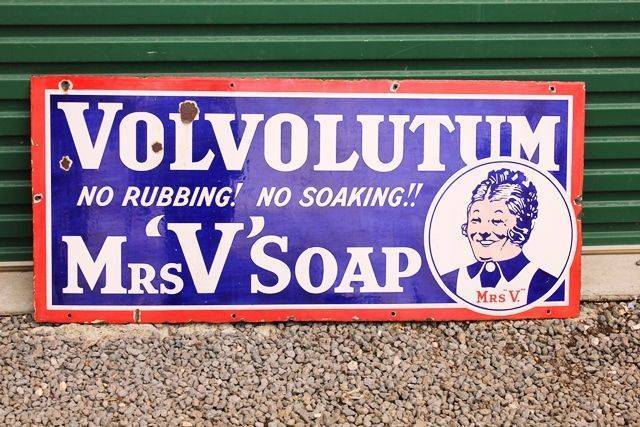 VOLVOLUTUM
NO RUBBING! NO SOAKING!!
MRS 'V' SOAP
MRS "V."